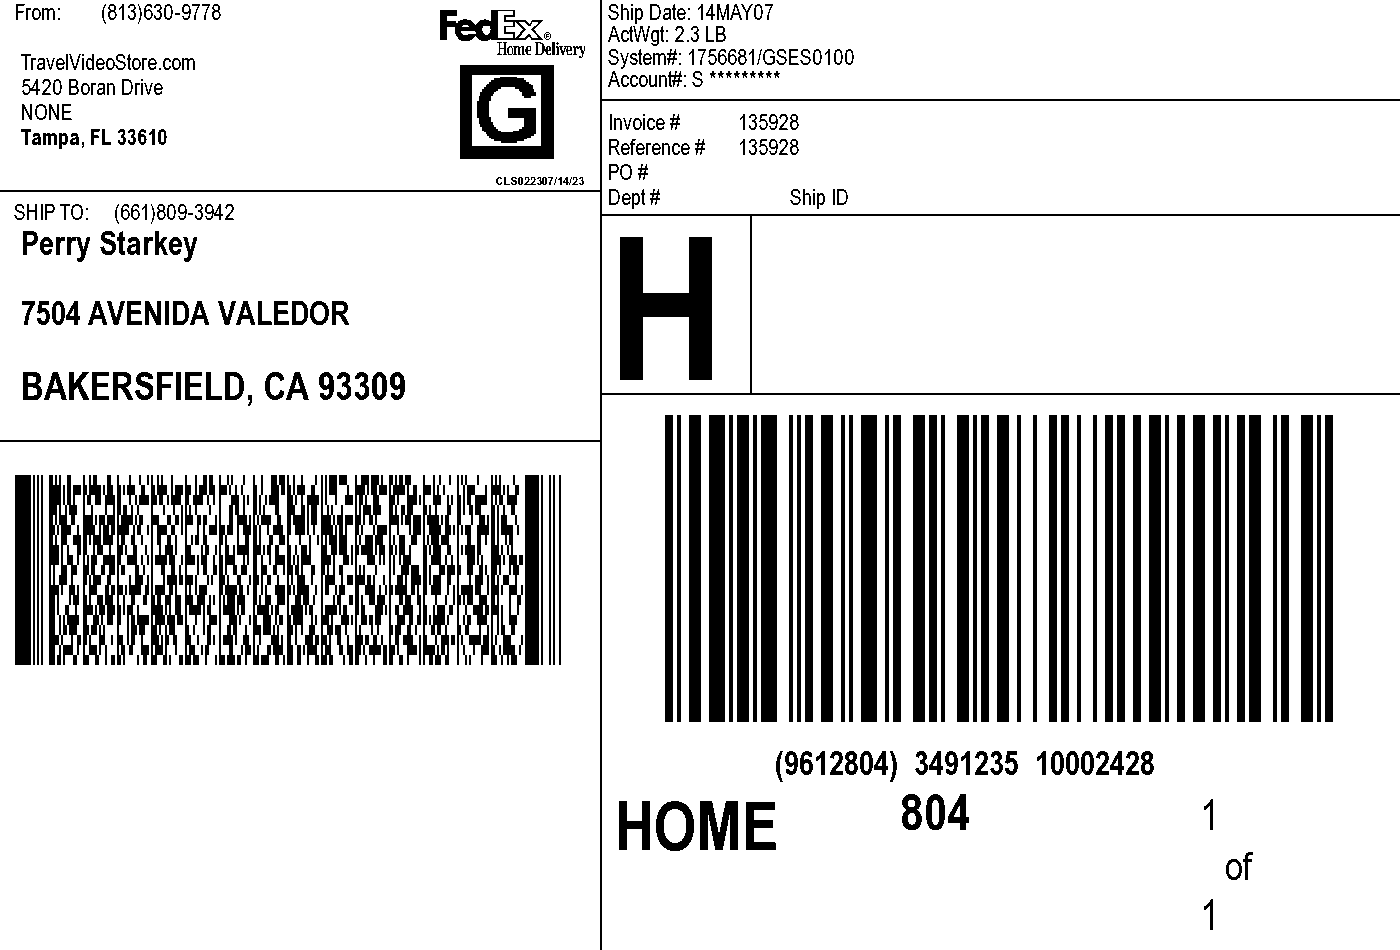 From: (813)630-9778
TravelVideoStore.com
5420 Boran Drive
NONE
Tampa, FL 33610
FedEx®
Home Delivery
G
CLS022307/14/23
SHIP TO: (661)809-3942
Perry Starkey
7504 AVENIDA VALEDOR
BAKERSFIELD, CA 93309
Ship Date: 14MAY07
ActWgt: 2.3 LB
System#: 1756681/GSES0100
Account#: S *********
Invoice # 135928
Reference # 135928
PO #
Dept # Ship ID
H
(9612804) 3491235 10002428
HOME 804 1
of
1